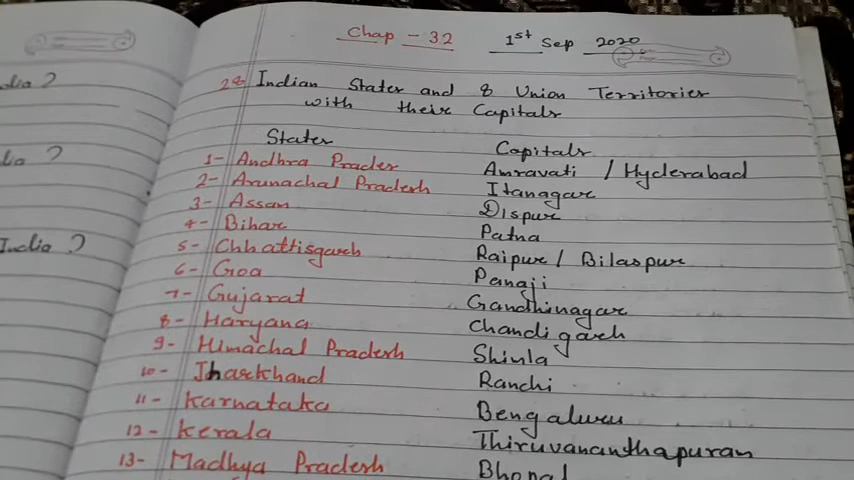 Chap - 32 1st Sep 2020
28 Indian States and 8 Union Territories
with their Capitals
States Capitals
1- Andhra Prades Amravati / Hyderabad
2- Arunachal Pradesh Itanagar
3- Assam Dispur
4- Bihar Patna
5- Chhattisgarh Raipur / Bilaspur
6- Goa Panaji
7- Gujarat Gandhinagar
8- Haryana Chandigarh
9- Himachal Pradesh Shimla
10- Jharkhand Ranchi
11- Karnataka Bengaluru
12- Kerala Thiruvananthapuram
13- Madhya Pradesh Bhopal
India ?